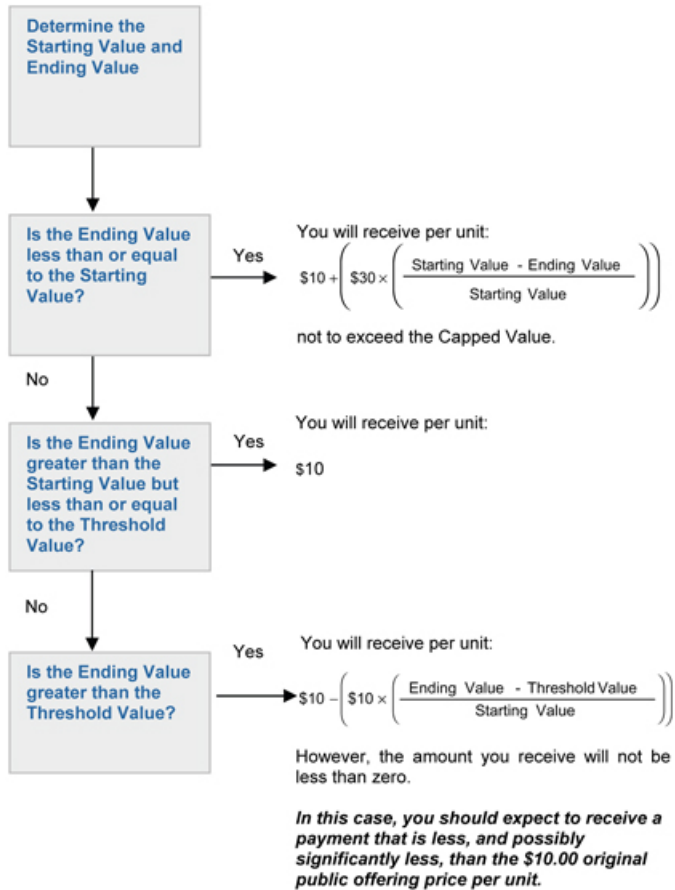 Determine the
Starting Value and
Ending Value
Is the Ending Value
less than or equal
to the Starting
Value?
Yes
You will receive per unit:
$10 + ( $30 × ( Starting Value - Ending Value
Starting Value ) )
not to exceed the Capped Value.
No
Is the Ending Value
greater than the
Starting Value but
less than or equal
to the Threshold
Value?
Yes
You will receive per unit:
$10
No
Is the Ending Value
greater than the
Threshold Value?
Yes
You will receive per unit:
$10 − ( $10 × ( Ending Value - Threshold Value
Starting Value ) )
However, the amount you receive will not be
less than zero.
In this case, you should expect to receive a
payment that is less, and possibly
significantly less, than the $10.00 original
public offering price per unit.